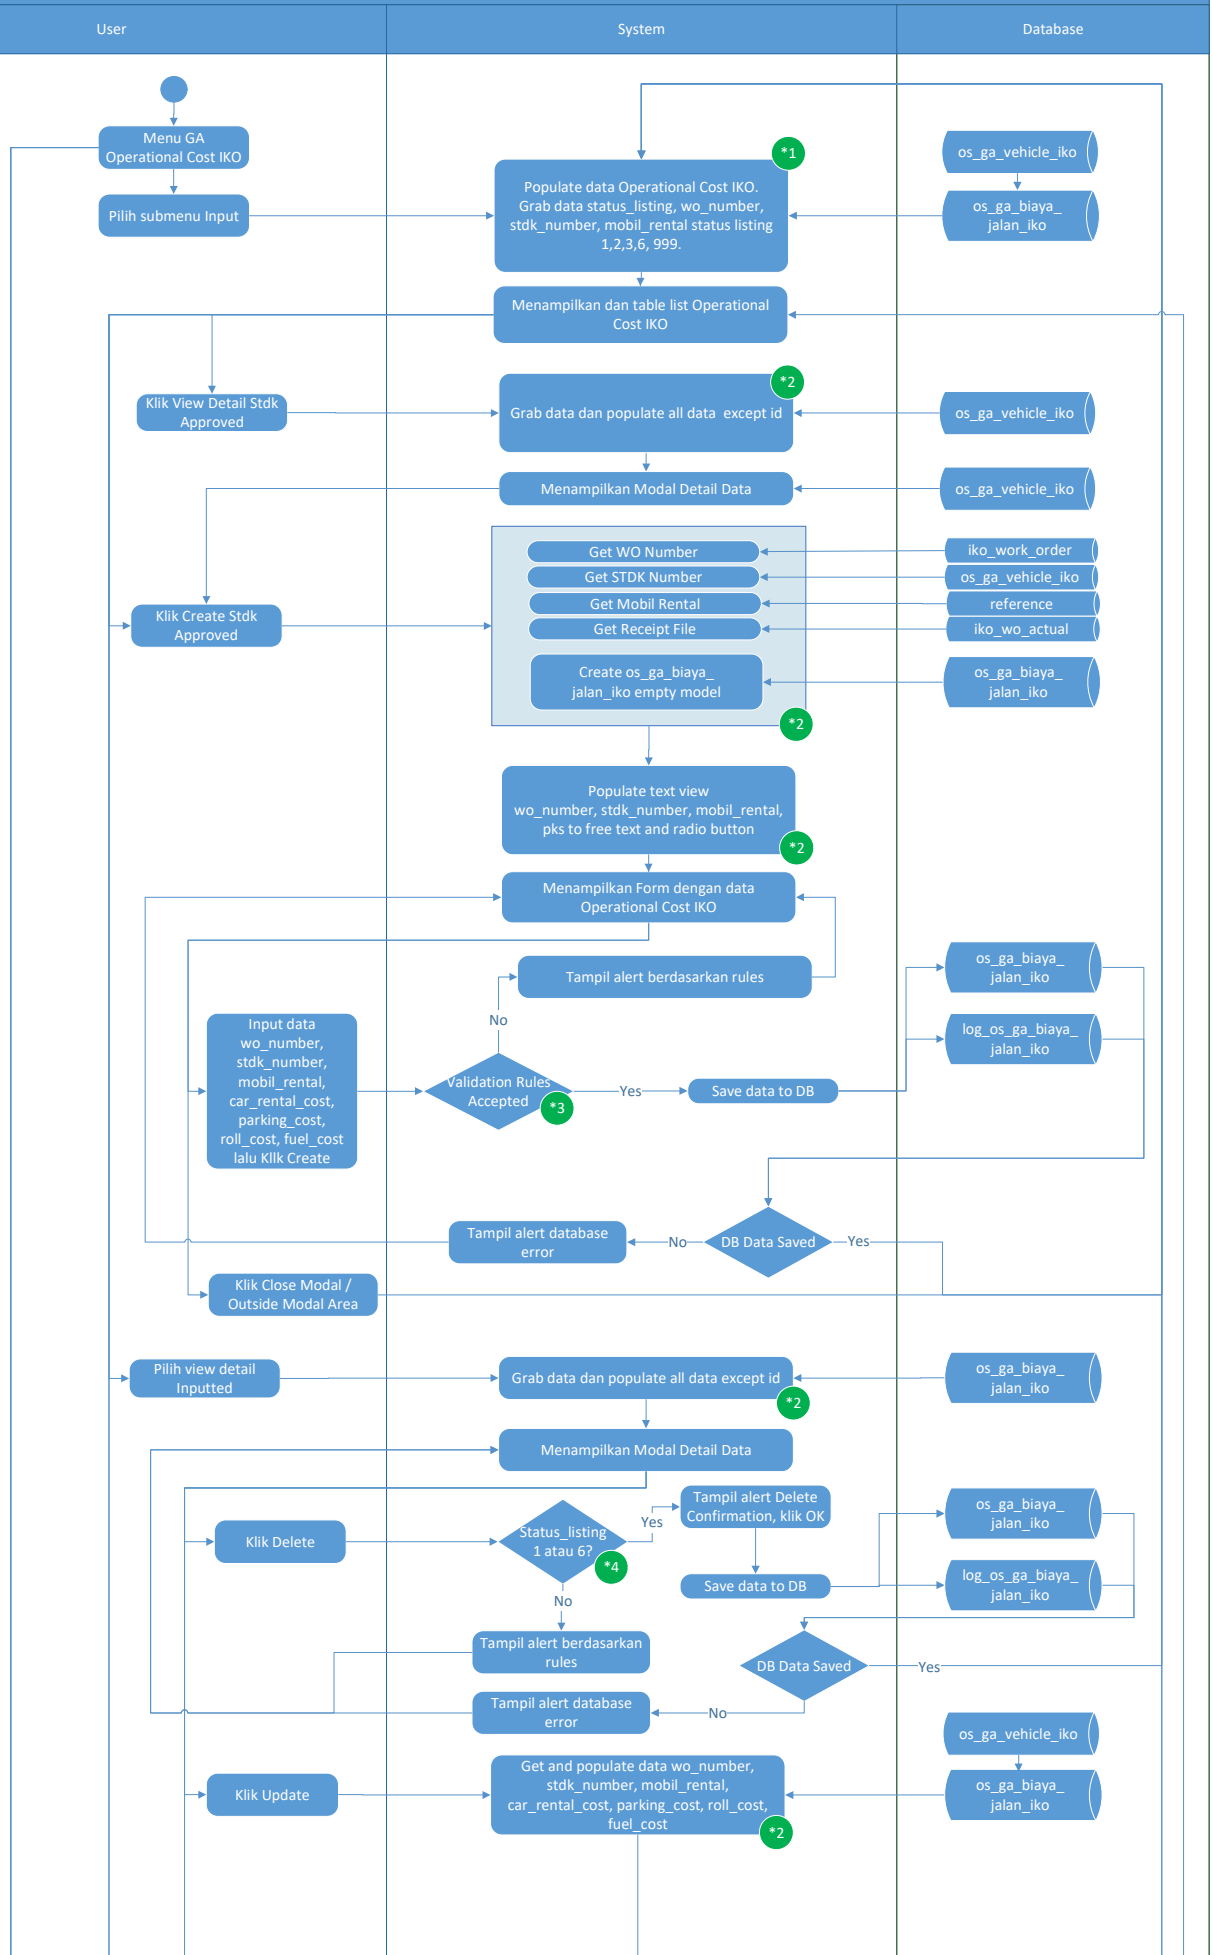 User
System
Database
Menu GA
Operational Cost IKO
Pilih submenu Input
*1
Populate data Operational Cost IKO.
Grab data status_listing, wo_number,
stdk_number, mobil_rental status listing
1,2,3,6, 999.
os_ga_vehicle_iko
os_ga_biaya_
jalan_iko
Menampilkan dan table list Operational
Cost IKO
Klik View Detail Stdk
Approved
*2
Grab data dan populate all data except id
os_ga_vehicle_iko
Menampilkan Modal Detail Data
os_ga_vehicle_iko
Klik Create Stdk
Approved
Get WO Number
Get STDK Number
Get Mobil Rental
Get Receipt File
Create os_ga_biaya_
jalan_iko empty model
*2
iko_work_order
os_ga_vehicle_iko
reference
iko_wo_actual
os_ga_biaya_
jalan_iko
Populate text view
wo_number, stdk_number, mobil_rental,
pks to free text and radio button
*2
Menampilkan Form dengan data
Operational Cost IKO
Tampil alert berdasarkan rules
No
Input data
wo_number,
stdk_number,
mobil_rental,
car_rental_cost,
parking_cost,
roll_cost, fuel_cost
lalu Kllk Create
Validation Rules
Accepted
*3
Yes
Save data to DB
os_ga_biaya_
jalan_iko
log_os_ga_biaya_
jalan_iko
Tampil alert database
error
No
DB Data Saved
Yes
Klik Close Modal /
Outside Modal Area
Pilih view detail
Inputted
Grab data dan populate all data except id
*2
os_ga_biaya_
jalan_iko
Menampilkan Modal Detail Data
Klik Delete
Status_listing
1 atau 6?
*4
Yes
Tampil alert Delete
Confirmation, klik OK
Save data to DB
os_ga_biaya_
jalan_iko
log_os_ga_biaya_
jalan_iko
No
Tampil alert berdasarkan
rules
DB Data Saved
Yes
Tampil alert database
error
No
Klik Update
Get and populate data wo_number,
stdk_number, mobil_rental,
car_rental_cost, parking_cost, roll_cost,
fuel_cost
*2
os_ga_vehicle_iko
os_ga_biaya_
jalan_iko